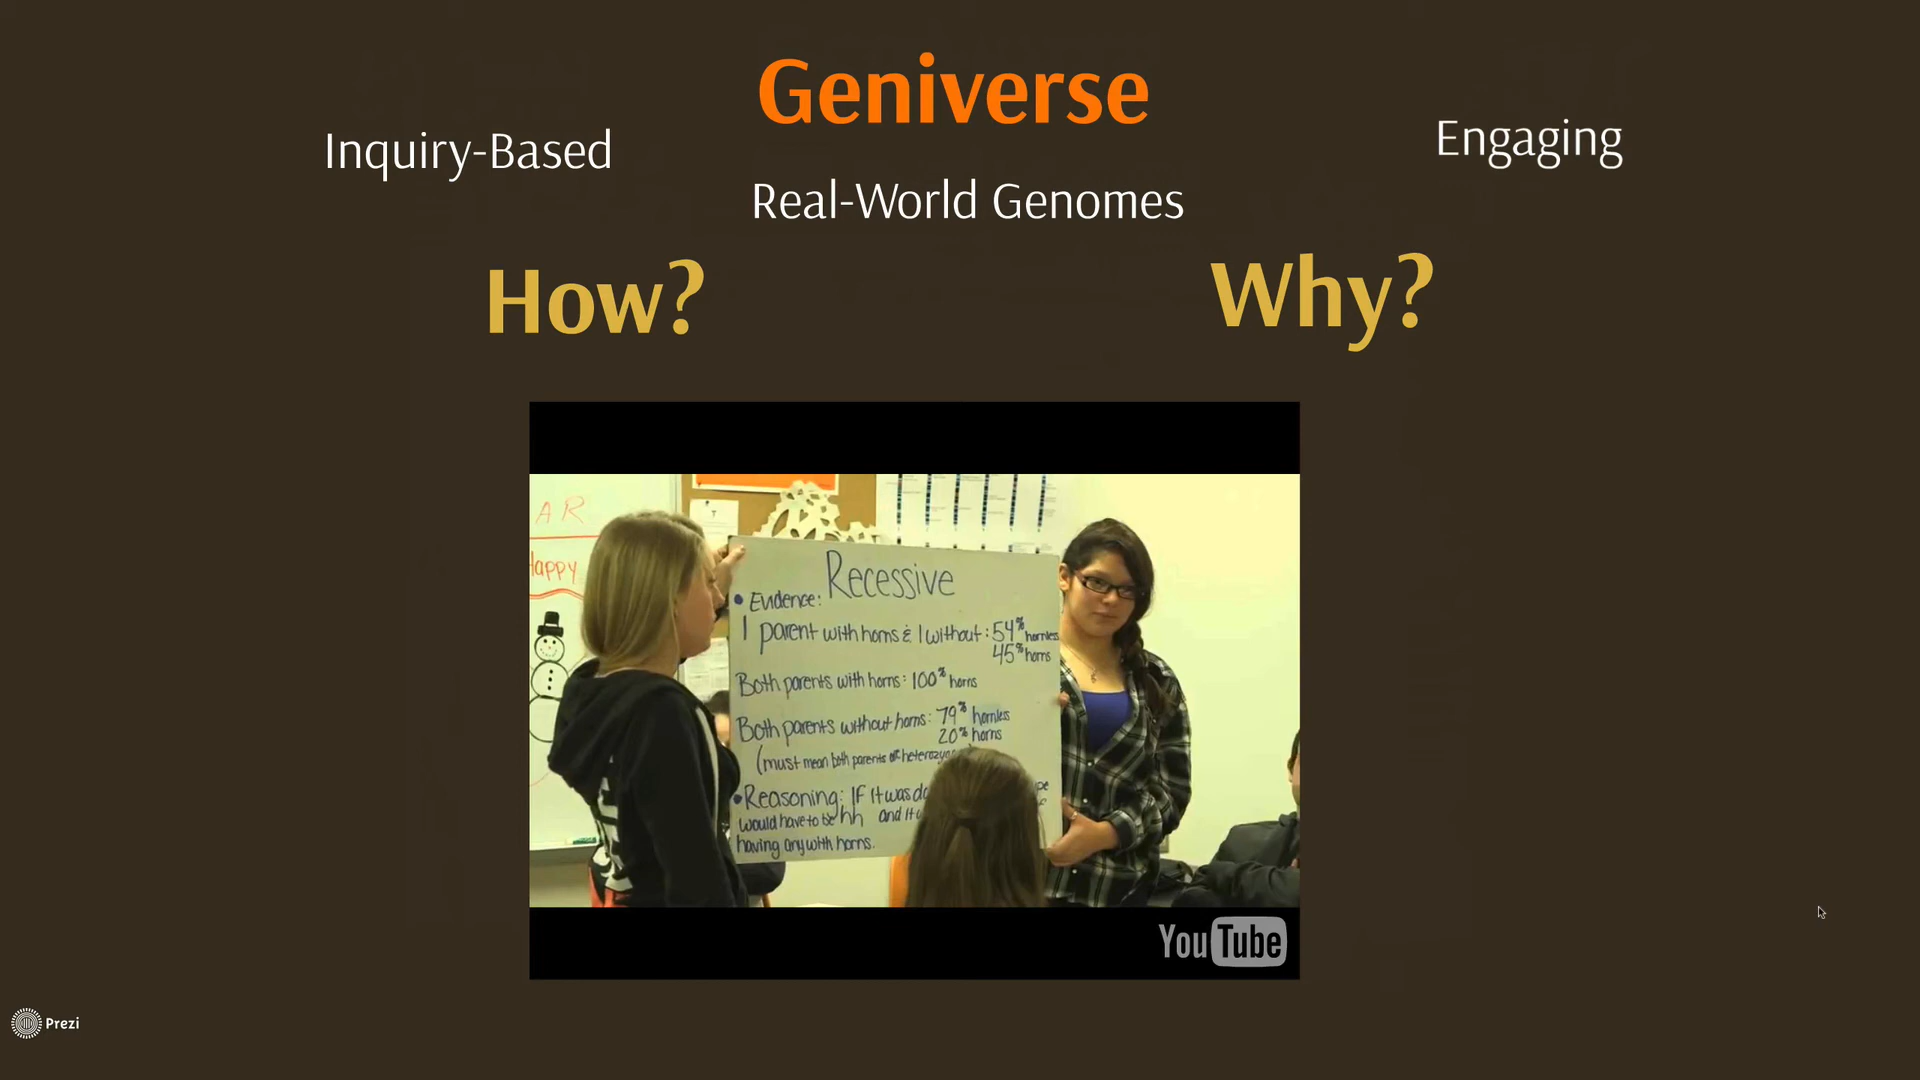 Geniverse
Inquiry-Based
Engaging
Real-World Genomes
How?
Why?
AR
Happy
Recessive
• Evidence:
1 parent with horns & 1 without: 54% hornless
45% horns
Both parents with horns: 100% horns
Both parents without horns: 79% hornless
20% horns
(must mean both parents
• Reasoning: IF it was
would have to be hh and
having any with horns.
YouTube
Prezi